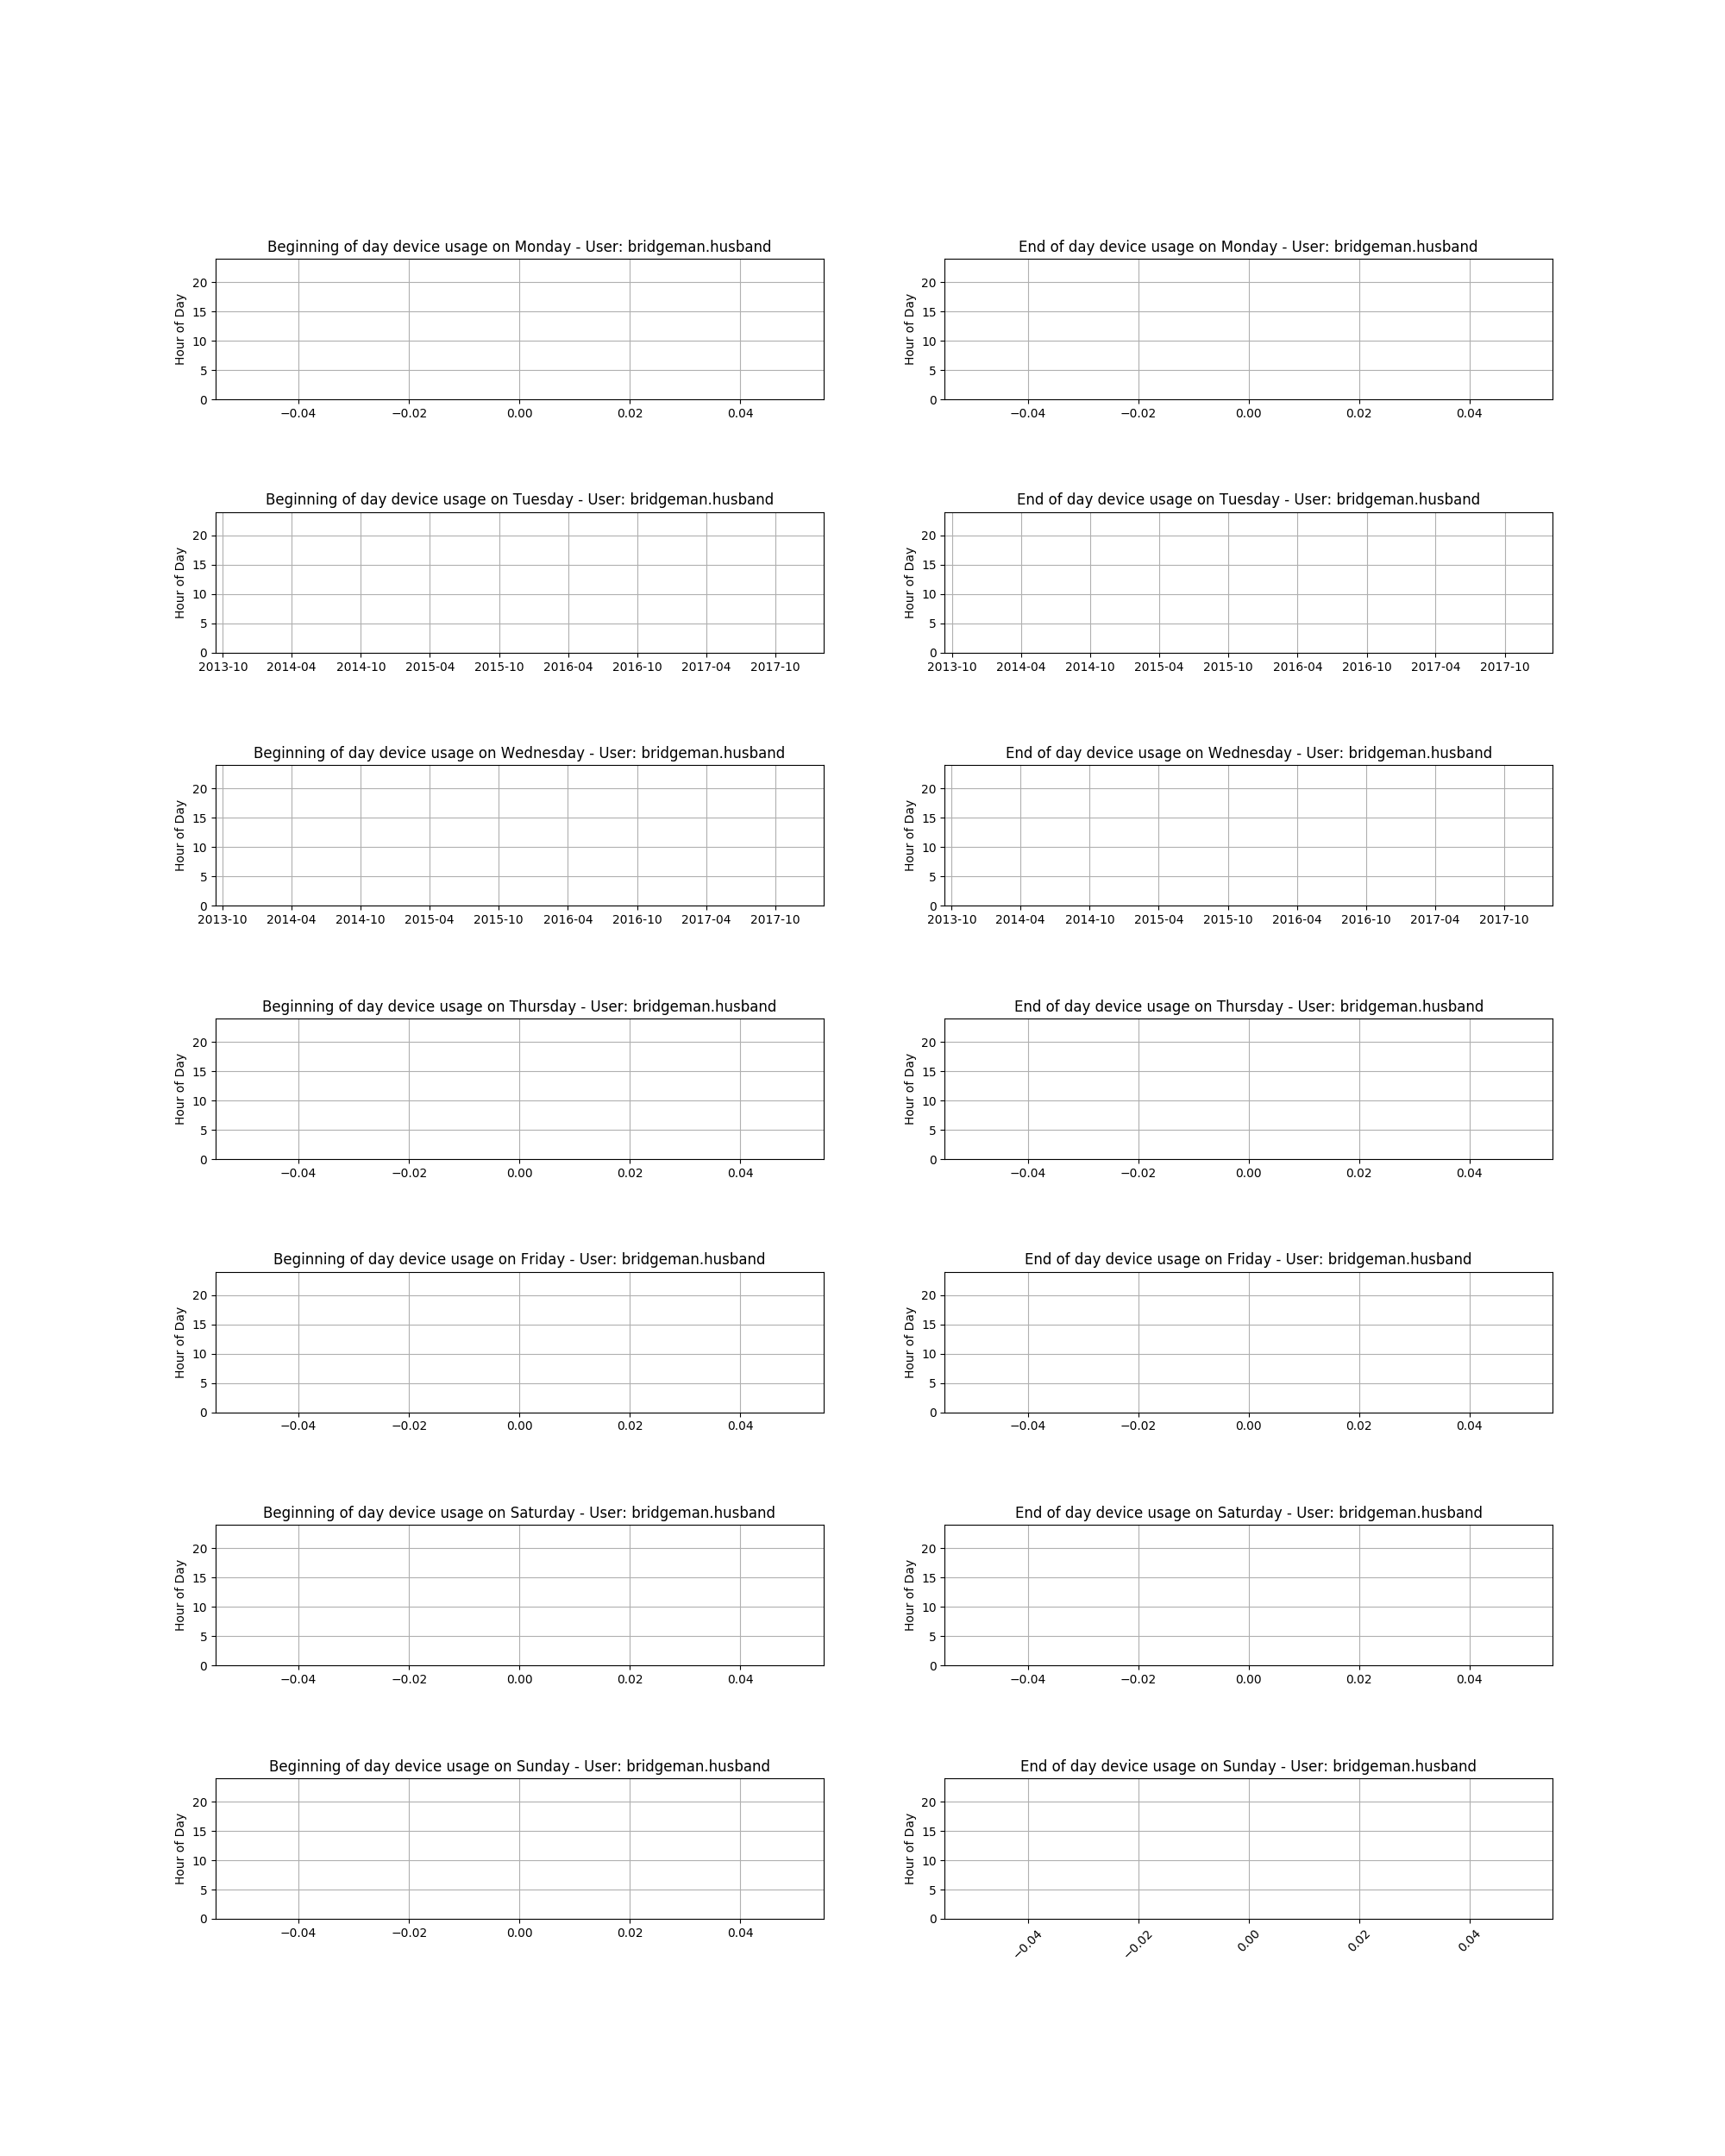 Beginning of day device usage on Monday - User: bridgeman.husband
Hour of Day
20
15
10
5
0
−0.04 −0.02 0.00 0.02 0.04
End of day device usage on Monday - User: bridgeman.husband
Hour of Day
20
15
10
5
0
−0.04 −0.02 0.00 0.02 0.04
Beginning of day device usage on Tuesday - User: bridgeman.husband
Hour of Day
20
15
10
5
0
2013-10 2014-04 2014-10 2015-04 2015-10 2016-04 2016-10 2017-04 2017-10
End of day device usage on Tuesday - User: bridgeman.husband
Hour of Day
20
15
10
5
0
2013-10 2014-04 2014-10 2015-04 2015-10 2016-04 2016-10 2017-04 2017-10
Beginning of day device usage on Wednesday - User: bridgeman.husband
Hour of Day
20
15
10
5
0
2013-10 2014-04 2014-10 2015-04 2015-10 2016-04 2016-10 2017-04 2017-10
End of day device usage on Wednesday - User: bridgeman.husband
Hour of Day
20
15
10
5
0
2013-10 2014-04 2014-10 2015-04 2015-10 2016-04 2016-10 2017-04 2017-10
Beginning of day device usage on Thursday - User: bridgeman.husband
Hour of Day
20
15
10
5
0
−0.04 −0.02 0.00 0.02 0.04
End of day device usage on Thursday - User: bridgeman.husband
Hour of Day
20
15
10
5
0
−0.04 −0.02 0.00 0.02 0.04
Beginning of day device usage on Friday - User: bridgeman.husband
Hour of Day
20
15
10
5
0
−0.04 −0.02 0.00 0.02 0.04
End of day device usage on Friday - User: bridgeman.husband
Hour of Day
20
15
10
5
0
−0.04 −0.02 0.00 0.02 0.04
Beginning of day device usage on Saturday - User: bridgeman.husband
Hour of Day
20
15
10
5
0
−0.04 −0.02 0.00 0.02 0.04
End of day device usage on Saturday - User: bridgeman.husband
Hour of Day
20
15
10
5
0
−0.04 −0.02 0.00 0.02 0.04
Beginning of day device usage on Sunday - User: bridgeman.husband
Hour of Day
20
15
10
5
0
−0.04 −0.02 0.00 0.02 0.04
End of day device usage on Sunday - User: bridgeman.husband
Hour of Day
20
15
10
5
0
−0.04 −0.02 0.00 0.02 0.04